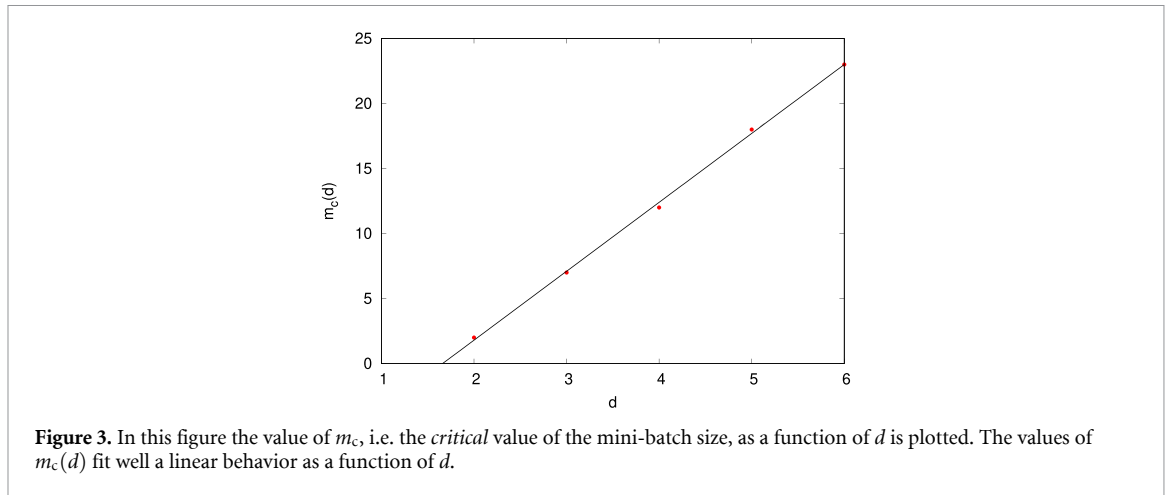 25
20
15
10
5
0
m_c(d)
1 2 3 4 5 6
d
Figure 3. In this figure the value of m_c, i.e. the critical value of the mini-batch size, as a function of d is plotted. The values of
m_c(d) fit well a linear behavior as a function of d.